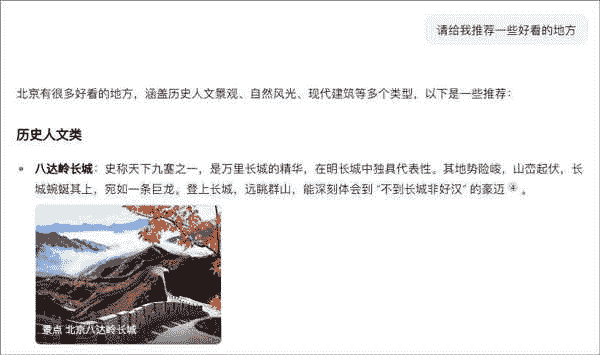 请给我推荐一些好看的地方
北京有很多好看的地方，涵盖历史人文景观、自然风光、现代建筑等多个类型，以下是一些推荐：
历史人文类
• 八达岭长城：史称天下九塞之一，是万里长城的精华，在明长城中独具代表性。其地势险峻，山峦起伏，长
城蜿蜒其上，宛如一条巨龙。登上长城，远眺群山，能深刻体会到 “不到长城非好汉” 的豪迈 ④ 。
景点 北京八达岭长城